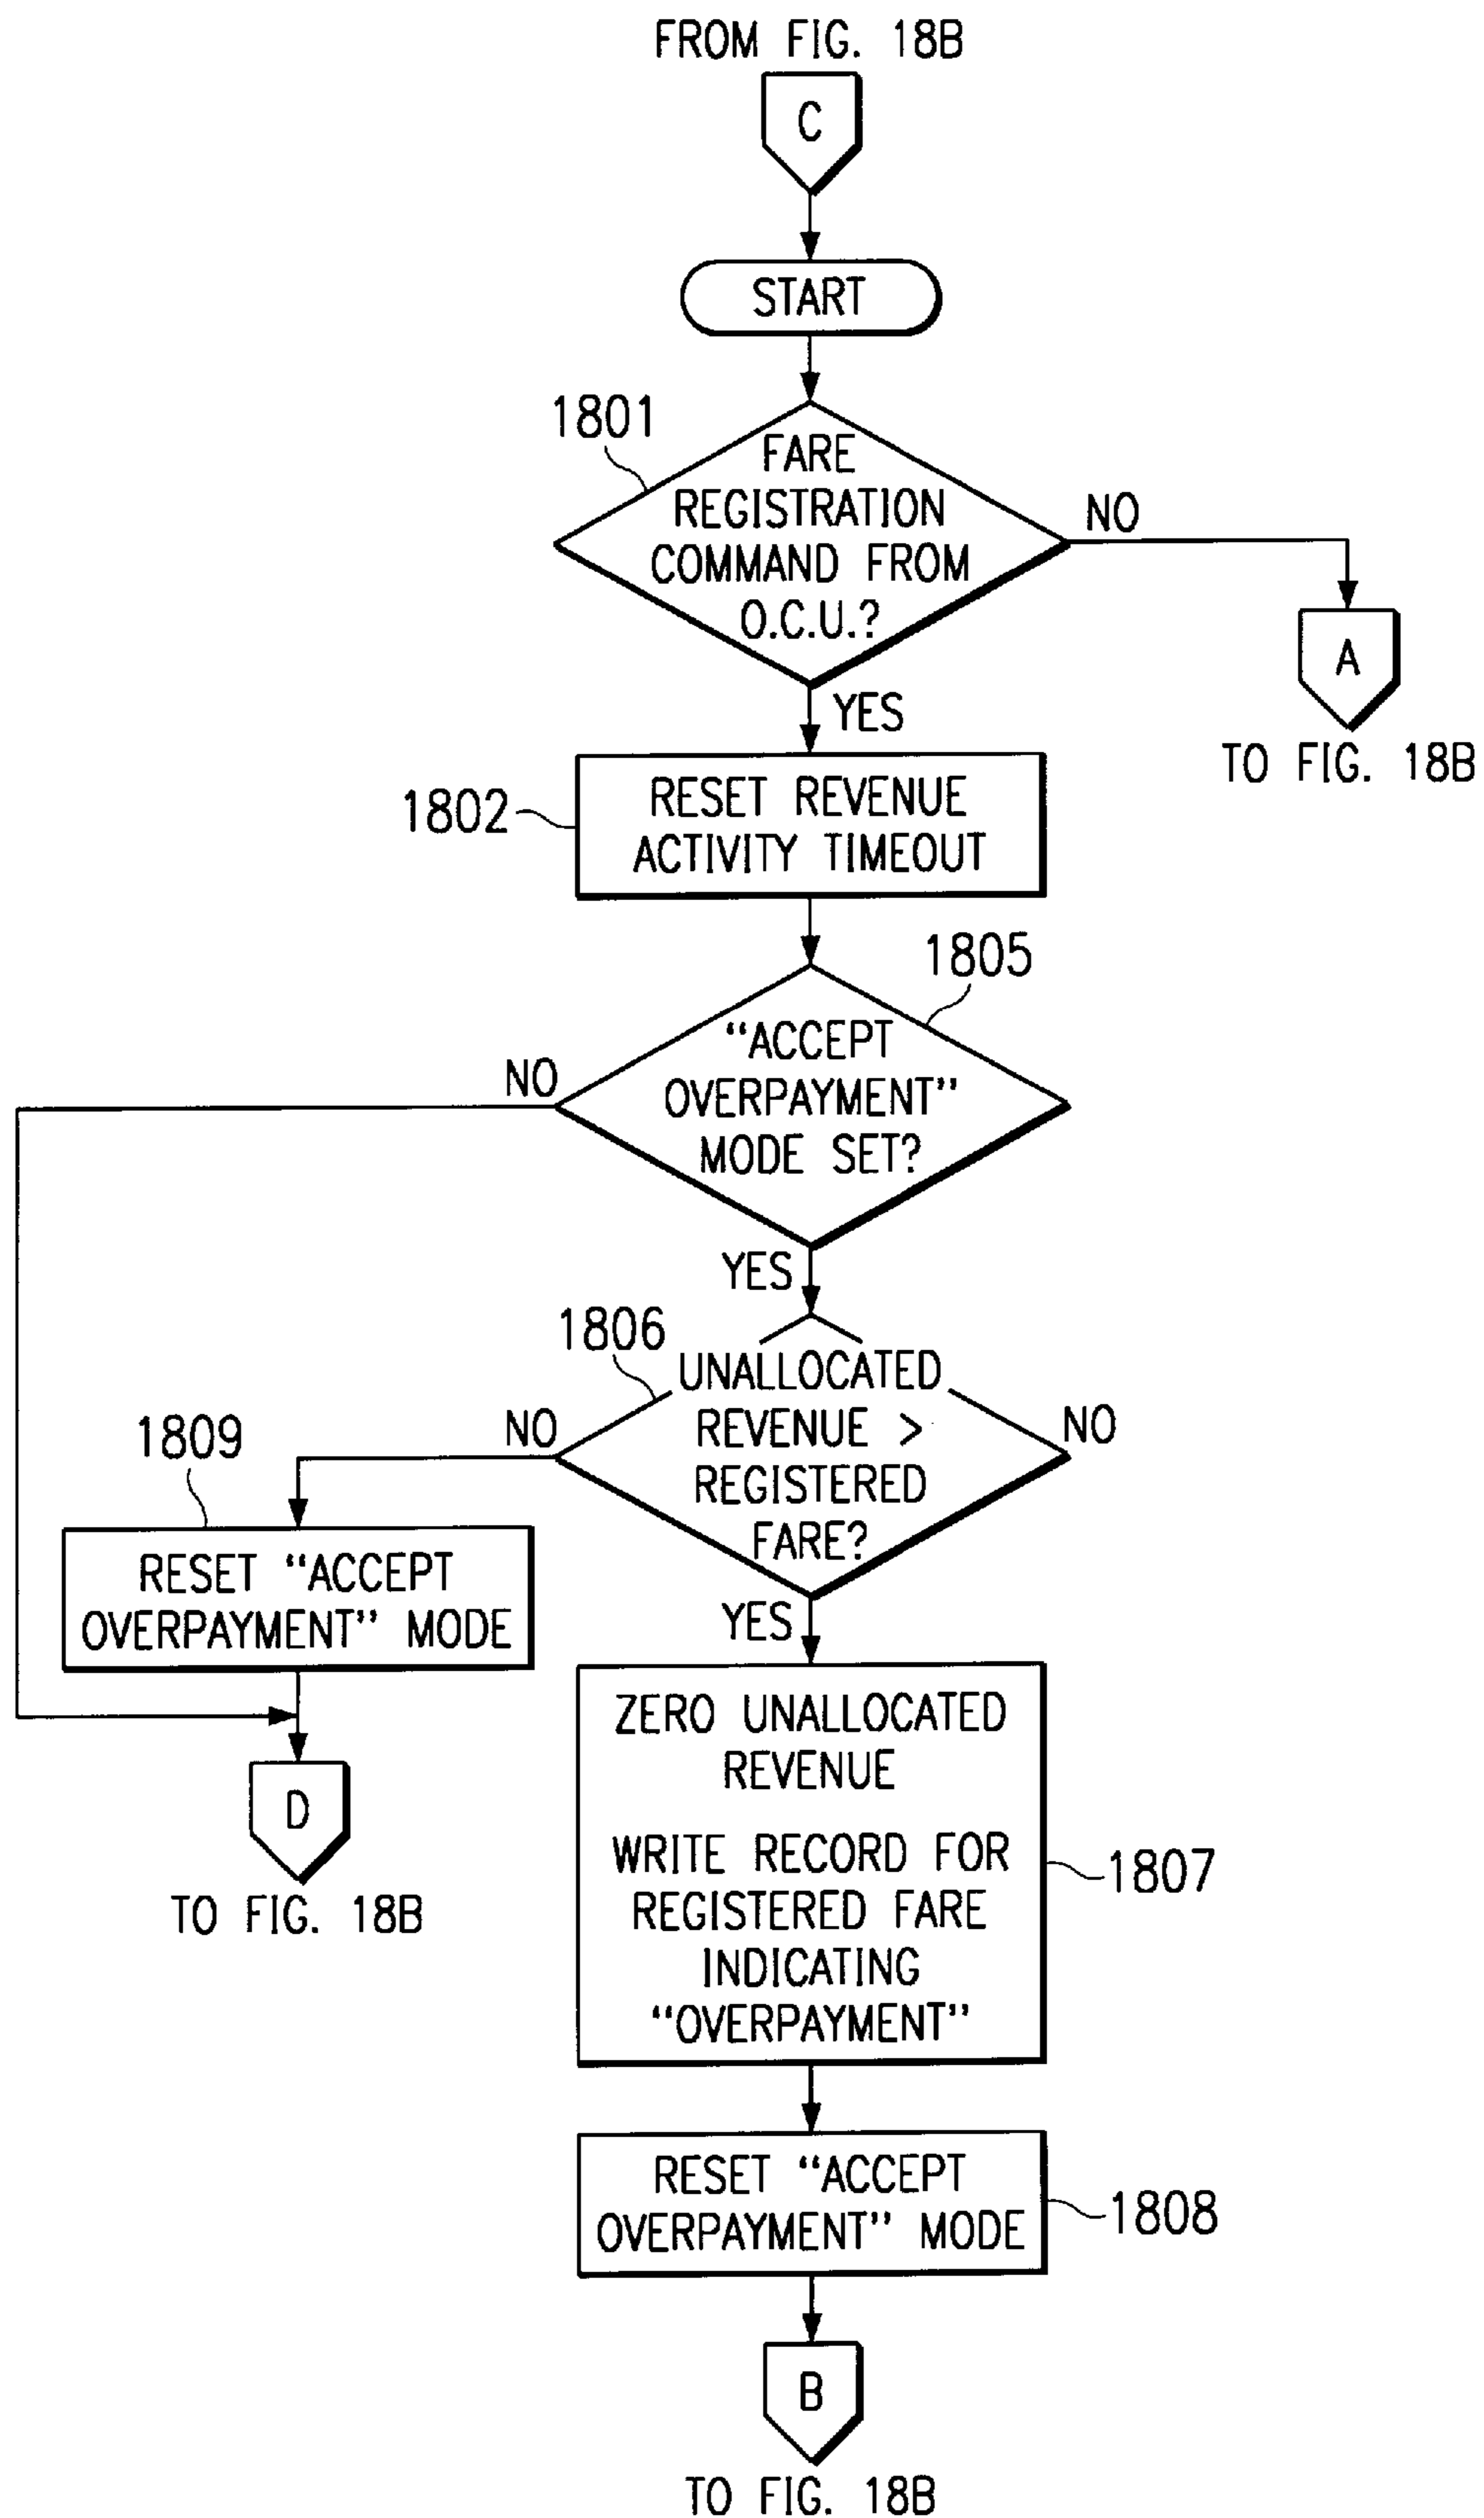 FROM FIG. 18B
C
START
1801
FARE
REGISTRATION
COMMAND FROM
O.C.U.?
NO
A
TO FIG. 18B
YES
1802
RESET REVENUE
ACTIVITY TIMEOUT
1805
“ACCEPT
OVERPAYMENT”
MODE SET?
NO
YES
1806
UNALLOCATED
REVENUE >
REGISTERED
FARE?
NO
NO
1809
RESET “ACCEPT
OVERPAYMENT” MODE
D
TO FIG. 18B
YES
ZERO UNALLOCATED
REVENUE
WRITE RECORD FOR
REGISTERED FARE
INDICATING
“OVERPAYMENT”
1807
RESET “ACCEPT
OVERPAYMENT” MODE
1808
B
TO FIG. 18B